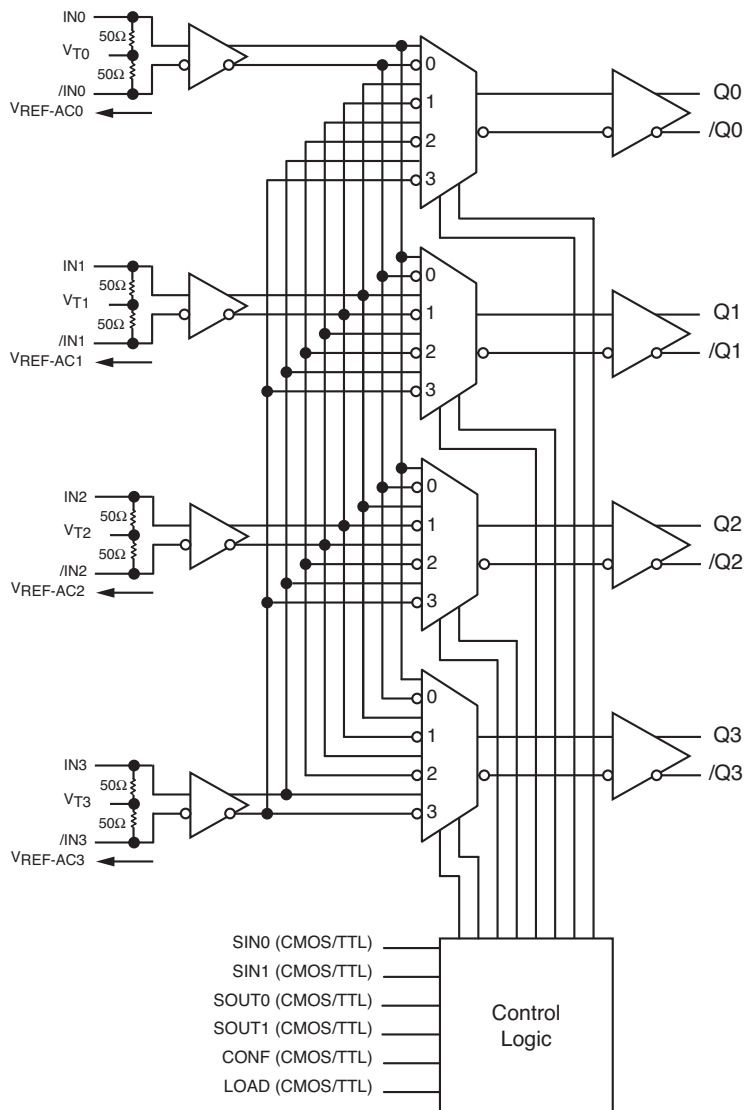 IN0
50Ω
VT0
50Ω
/IN0
VREF-AC0
0
1
2
3
Q0
/Q0
IN1
50Ω
VT1
50Ω
/IN1
VREF-AC1
0
1
2
3
Q1
/Q1
IN2
50Ω
VT2
50Ω
/IN2
VREF-AC2
0
1
2
3
Q2
/Q2
IN3
50Ω
VT3
50Ω
/IN3
VREF-AC3
0
1
2
3
Q3
/Q3
SIN0 (CMOS/TTL)
SIN1 (CMOS/TTL)
SOUT0 (CMOS/TTL)
SOUT1 (CMOS/TTL)
CONF (CMOS/TTL)
LOAD (CMOS/TTL)
Control
Logic